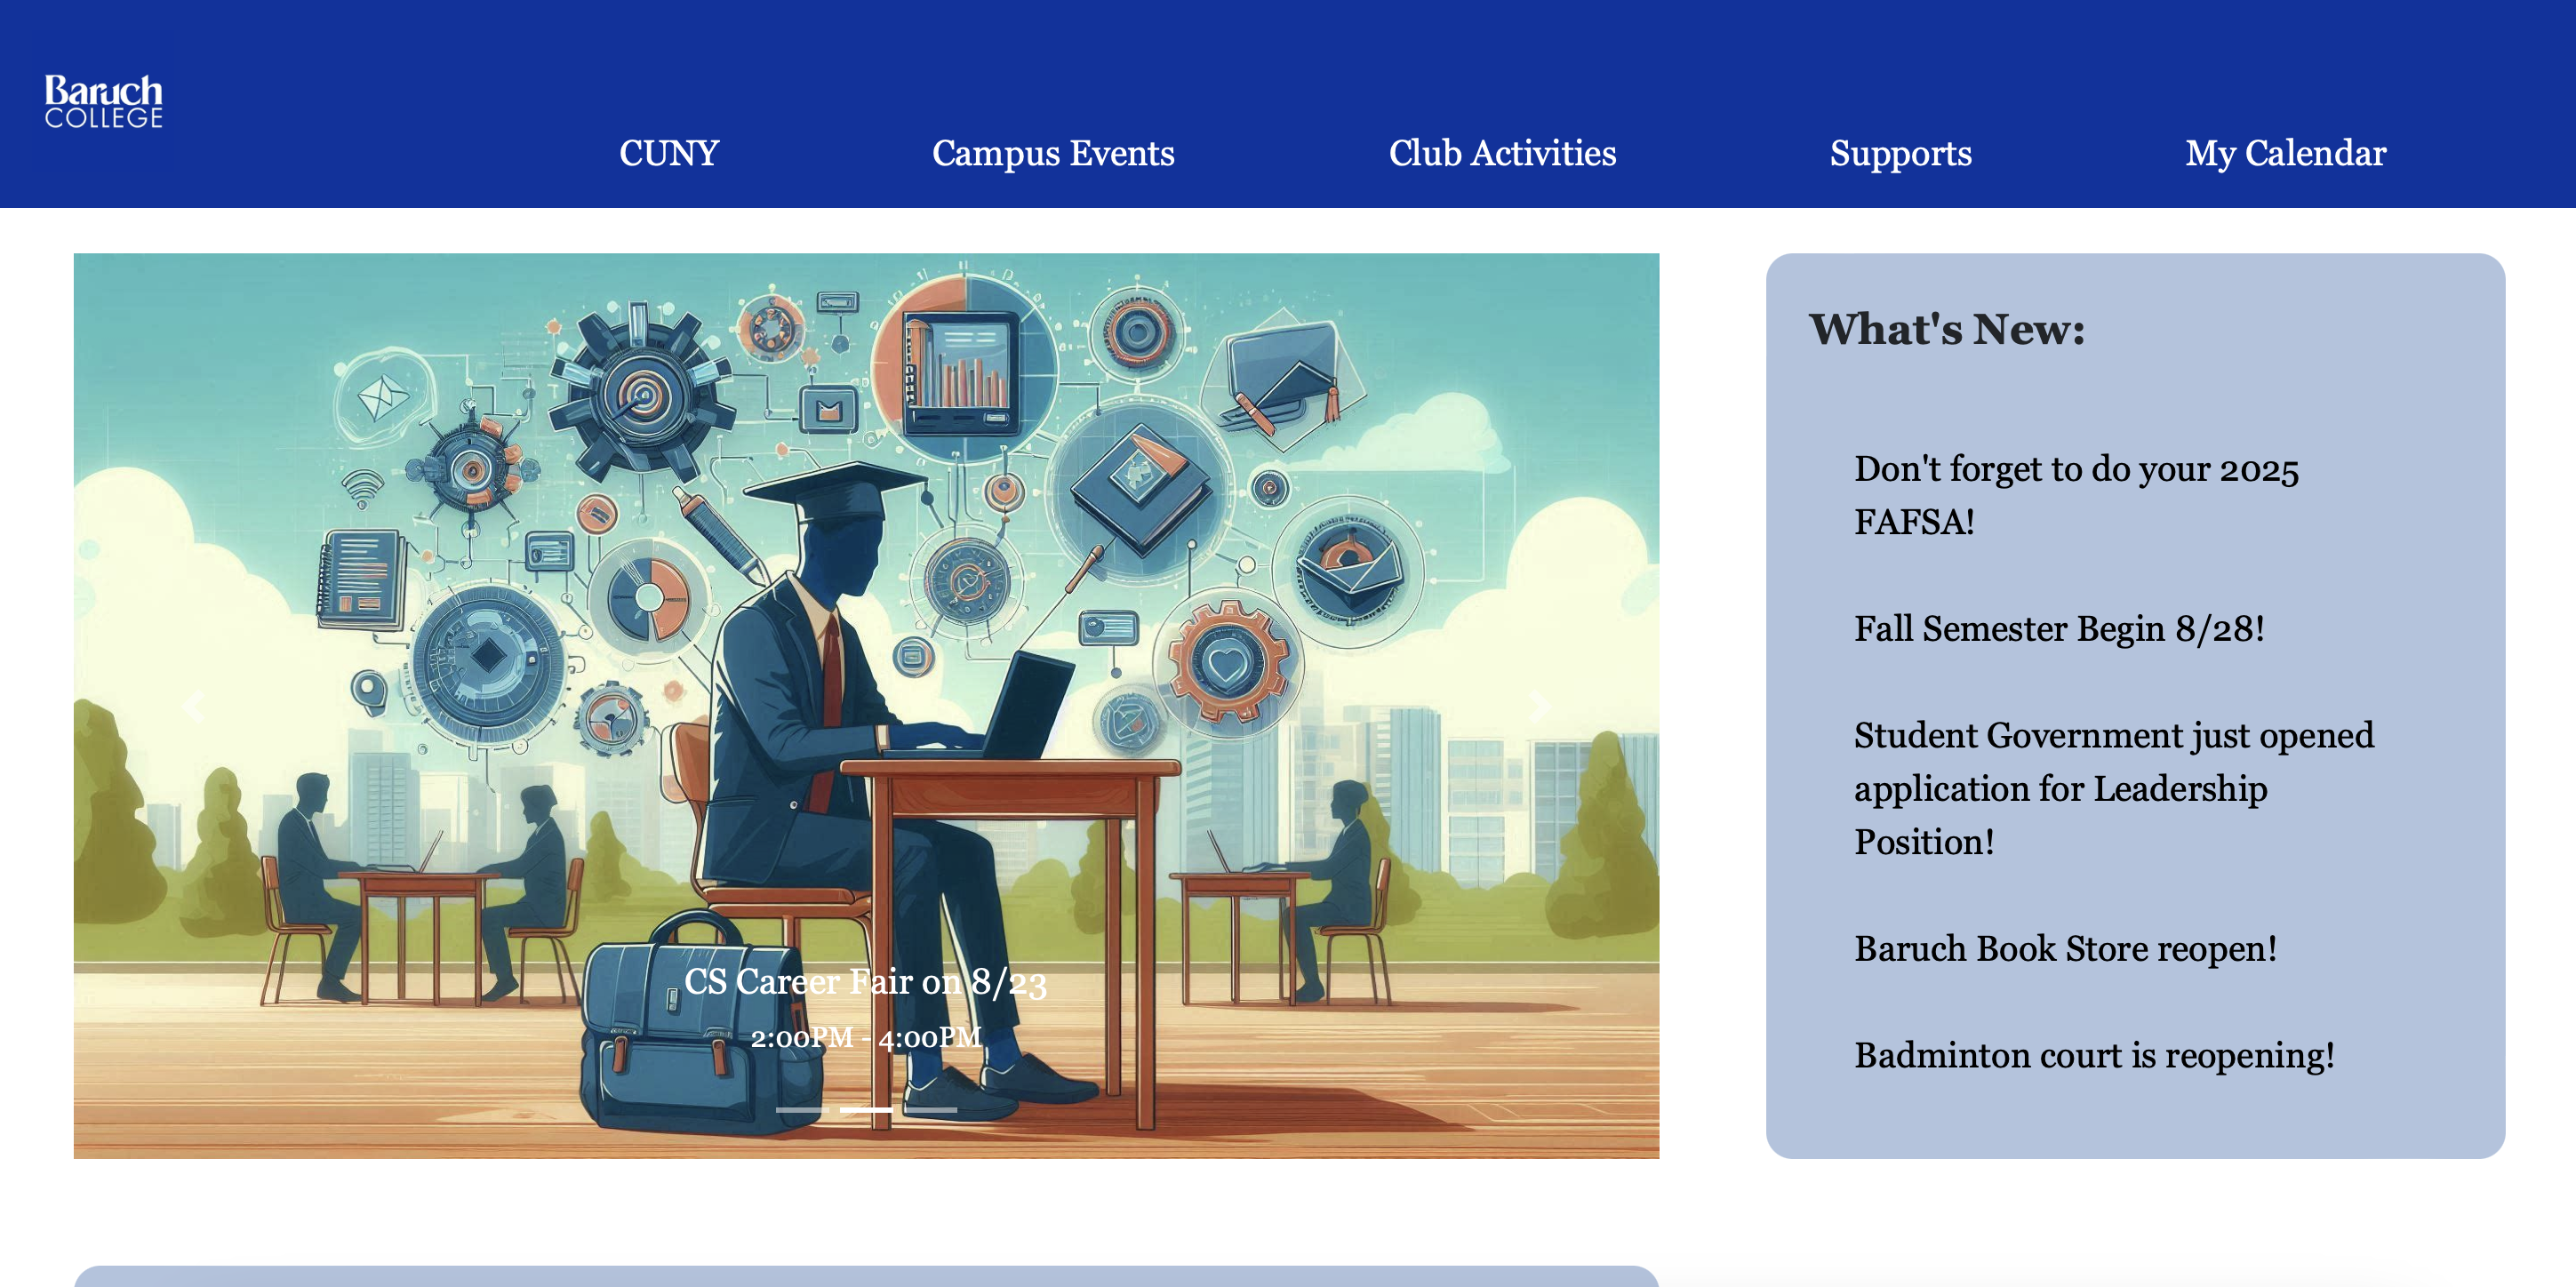 Baruch
COLLEGE
CUNY
Campus Events
Club Activities
Supports
My Calendar
CS Career Fair on 8/23
2:00PM - 4:00PM
What's New:
Don't forget to do your 2025
FAFSA!
Fall Semester Begin 8/28!
Student Government just opened
application for Leadership
Position!
Baruch Book Store reopen!
Badminton court is reopening!